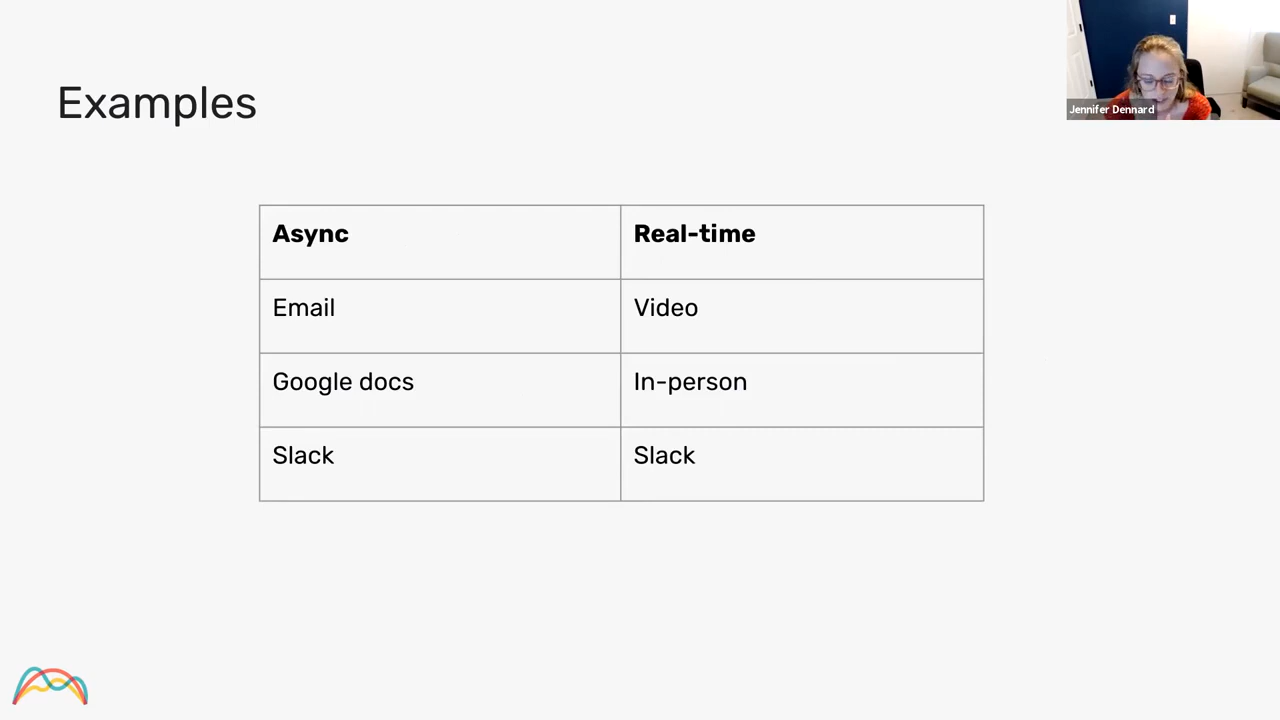 Examples
Jennifer Dennard
Async Real-time
Email Video
Google docs In-person
Slack Slack